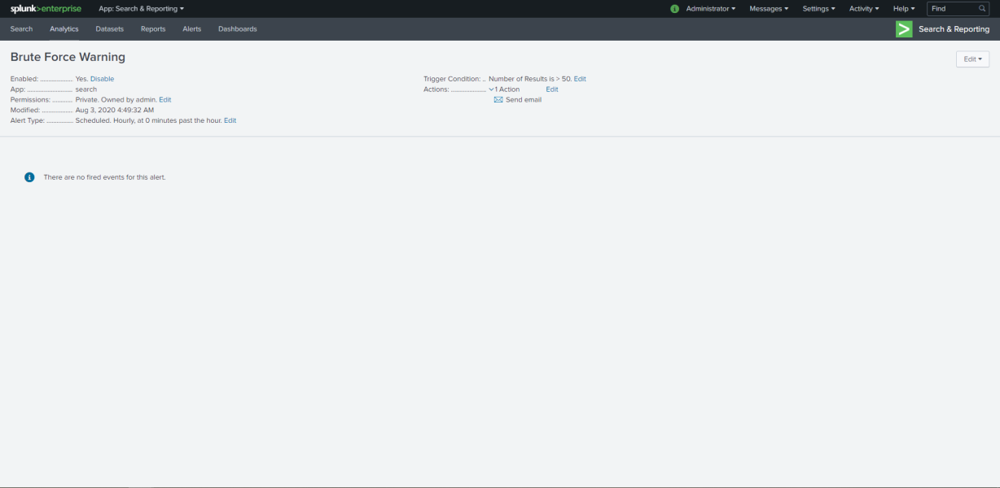 splunk>enterprise App: Search & Reporting i Administrator Messages Settings Activity Help Find
Search Analytics Datasets Reports Alerts Dashboards > Search & Reporting
Brute Force Warning
Edit
Enabled: .................. Yes. Disable
App: .......................... search
Permissions: ............ Private. Owned by admin. Edit
Modified: .................. Aug 3, 2020 4:49:32 AM
Alert Type: ............... Scheduled. Hourly, at 0 minutes past the hour. Edit
Trigger Condition: .. Number of Results is > 50. Edit
Actions: .................... 1 Action Edit
Send email
i There are no fired events for this alert.